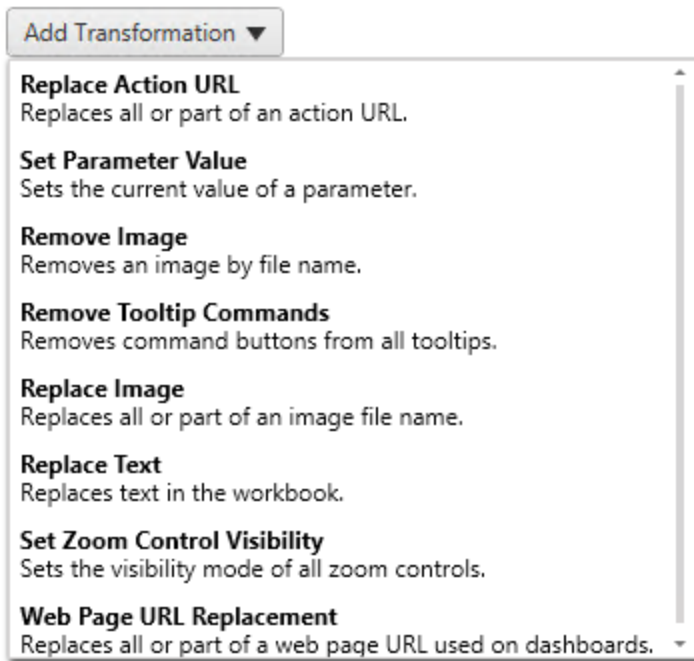 Add Transformation ▼
Replace Action URL
Replaces all or part of an action URL.
Set Parameter Value
Sets the current value of a parameter.
Remove Image
Removes an image by file name.
Remove Tooltip Commands
Removes command buttons from all tooltips.
Replace Image
Replaces all or part of an image file name.
Replace Text
Replaces text in the workbook.
Set Zoom Control Visibility
Sets the visibility mode of all zoom controls.
Web Page URL Replacement
Replaces all or part of a web page URL used on dashboards.